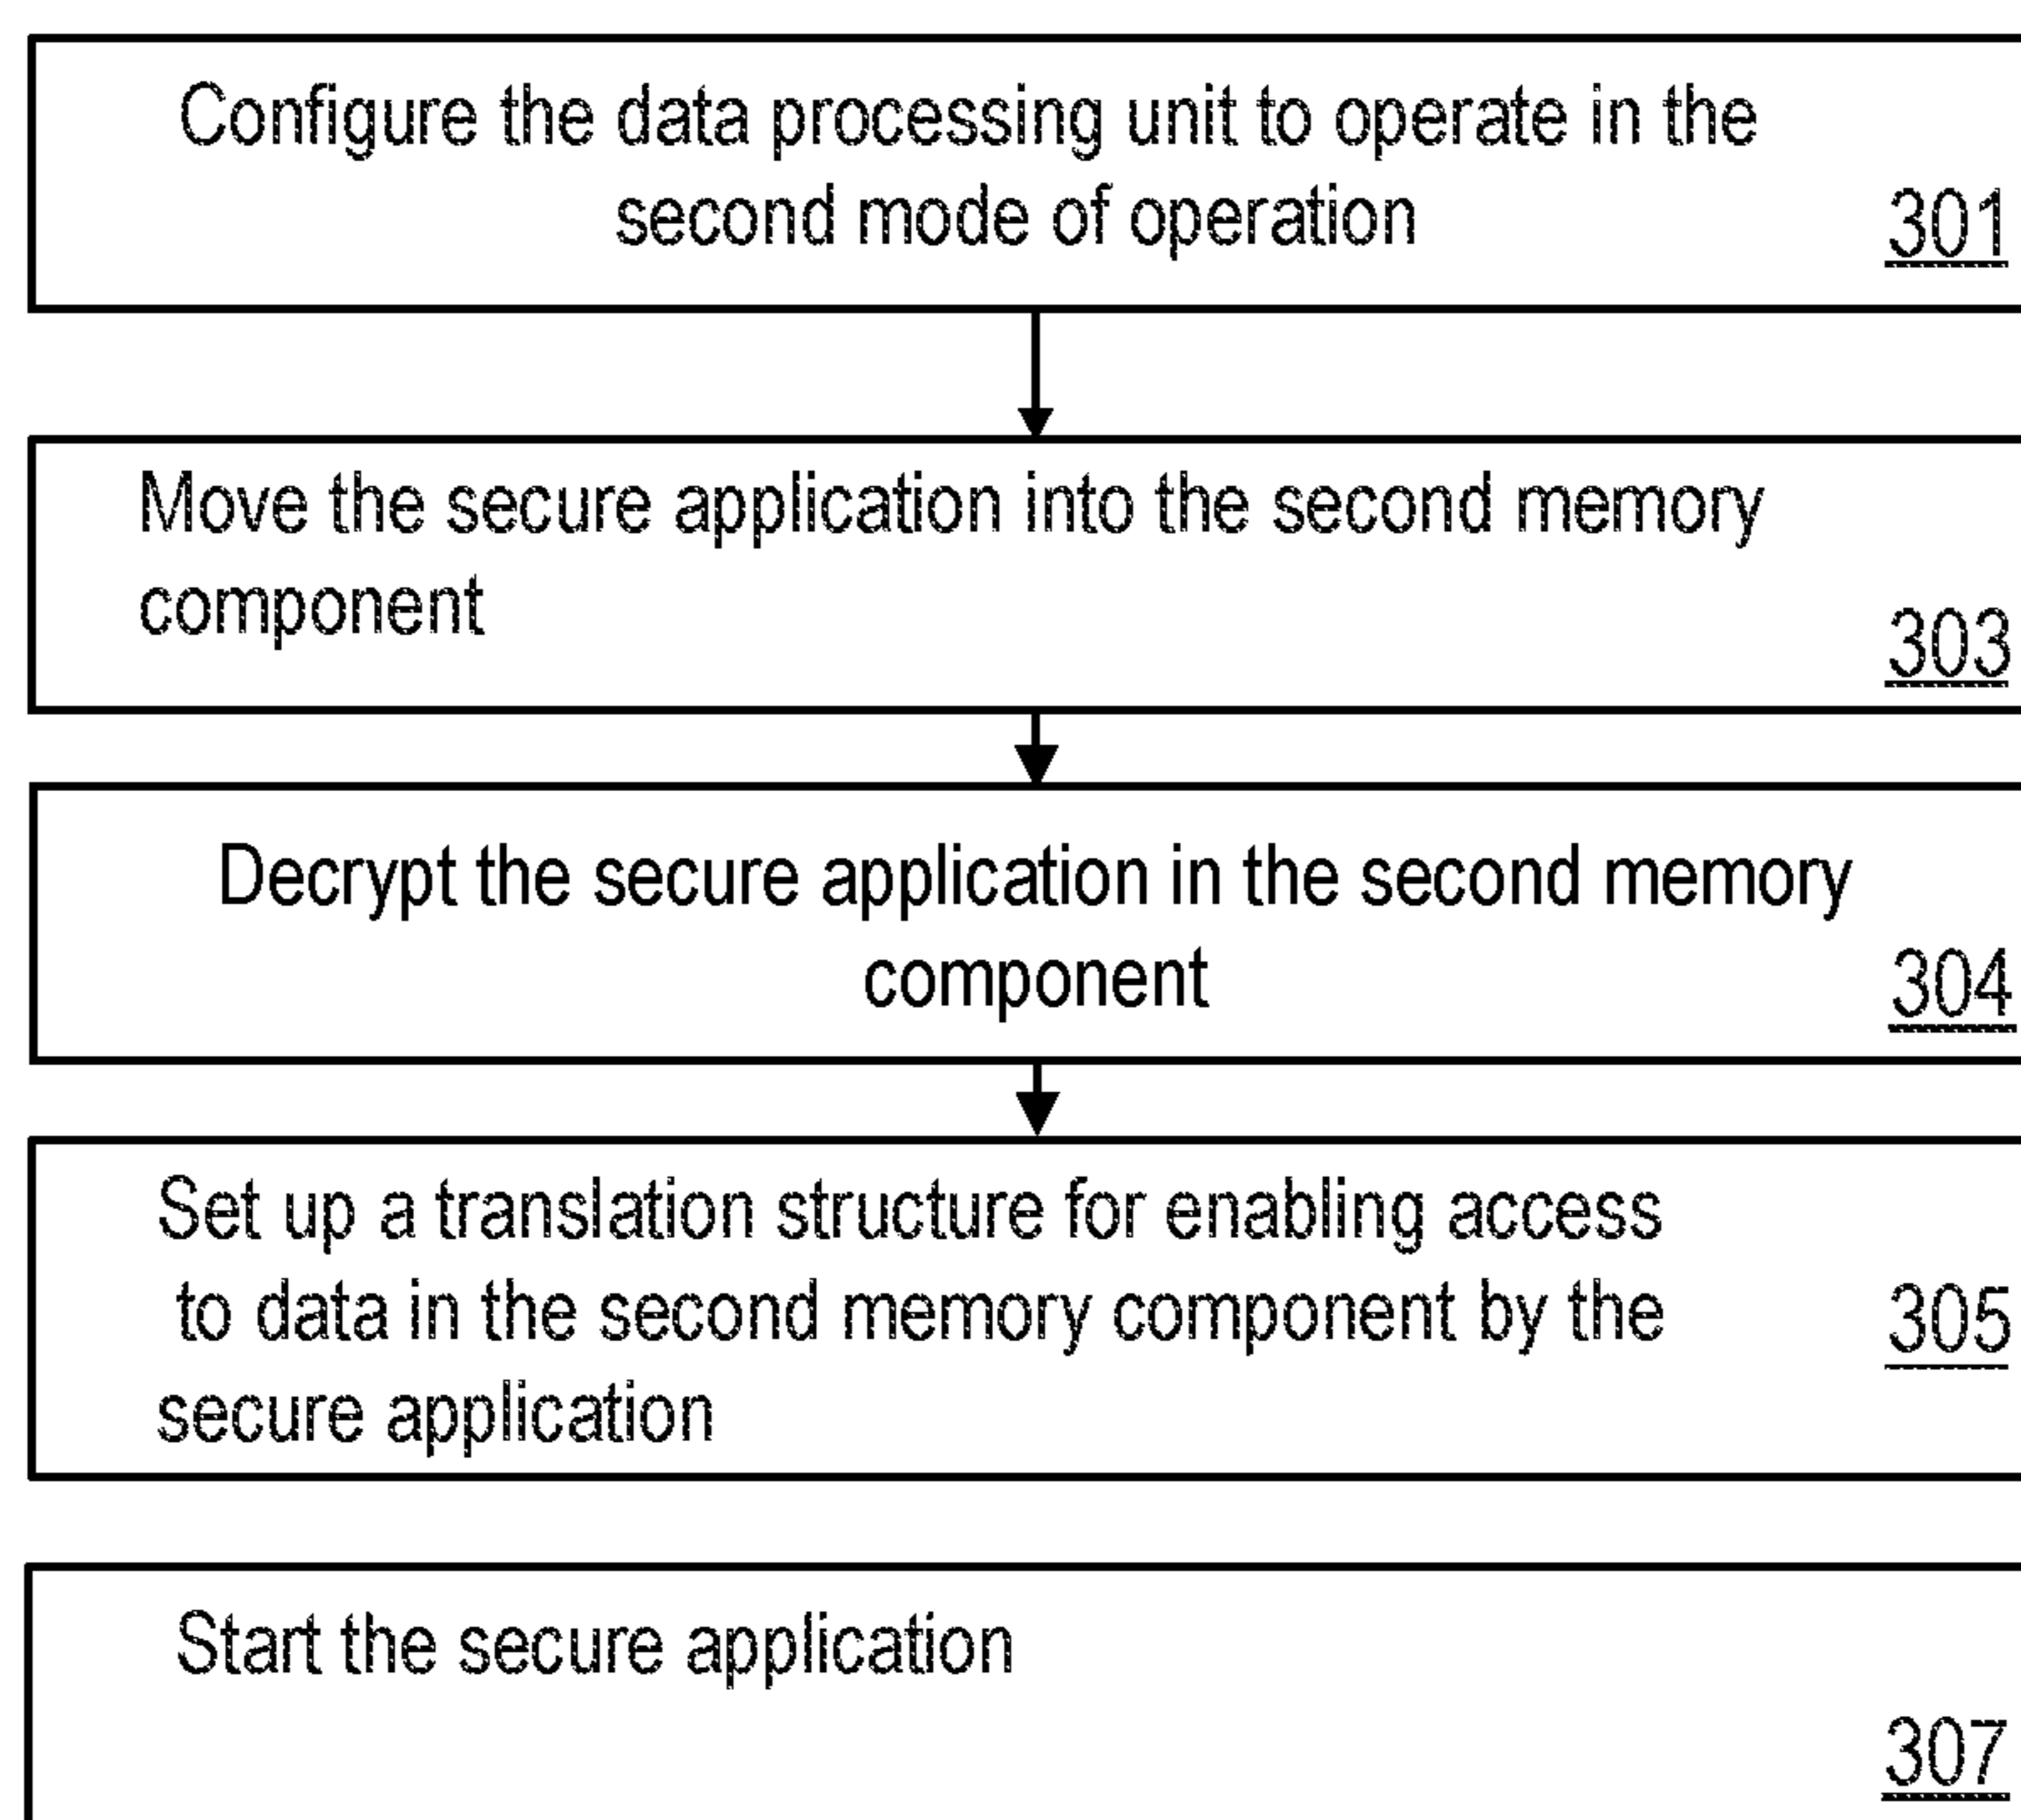 Configure the data processing unit to operate in the
second mode of operation
301
Move the secure application into the second memory
component
303
Decrypt the secure application in the second memory
component
304
Set up a translation structure for enabling access
to data in the second memory component by the
305
secure application
Start the secure application
307